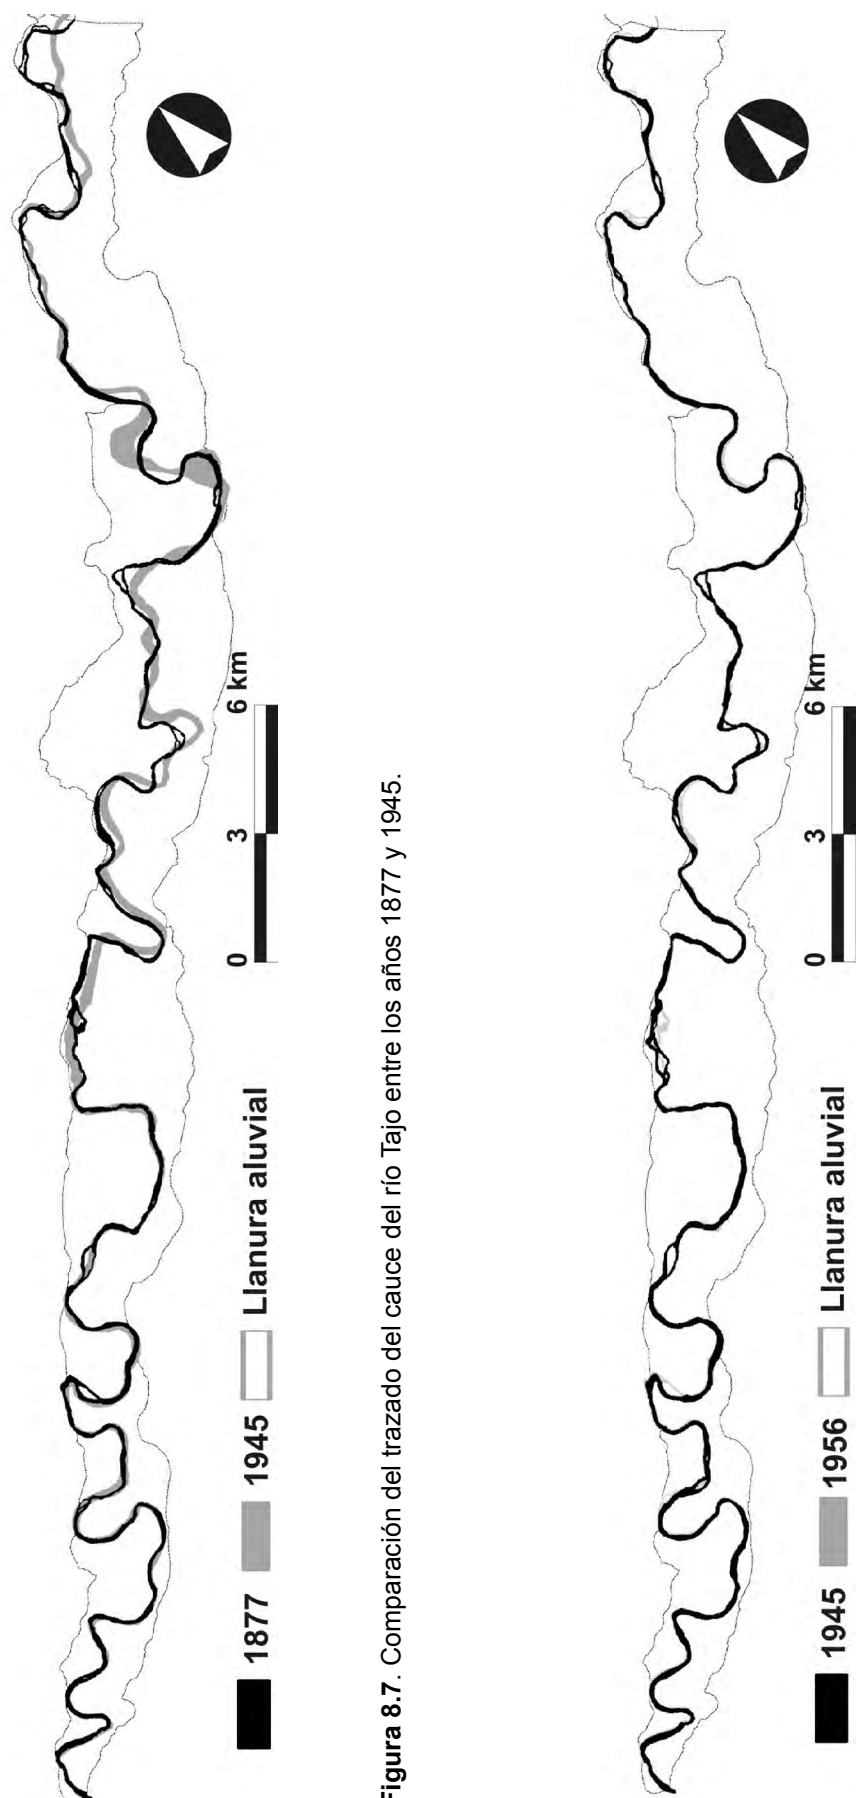 0 3 6 km
1877 1945 Llanura aluvial
Figura 8.7. Comparación del trazado del cauce del río Tajo entre los años 1877 y 1945.
0 3 6 km
1945 1956 Llanura aluvial